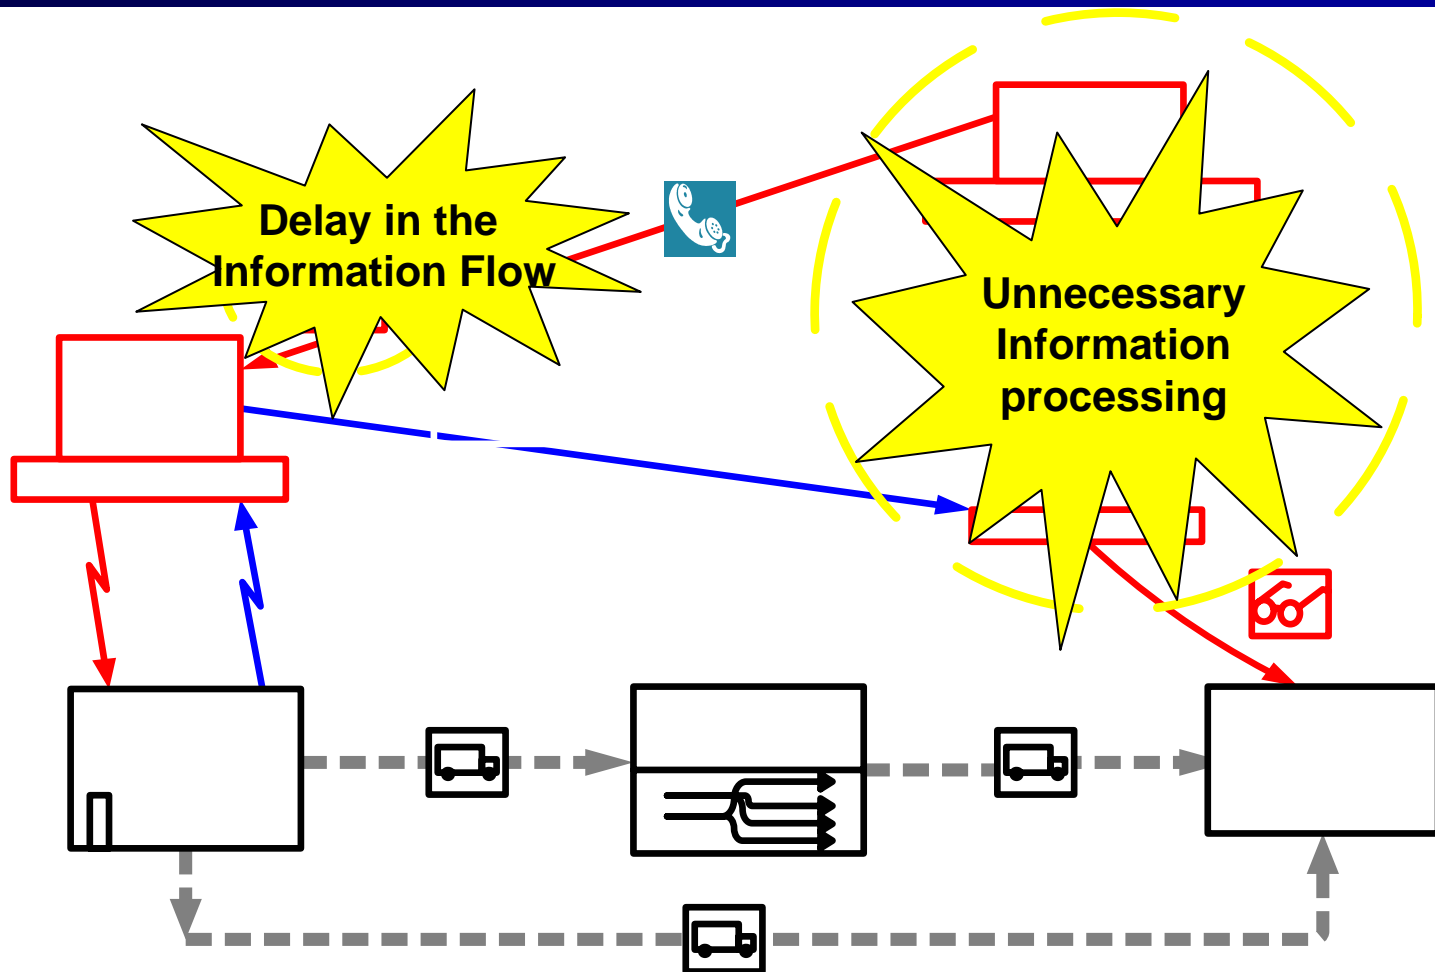 Delay in the
Information Flow
Unnecessary
Information
processing